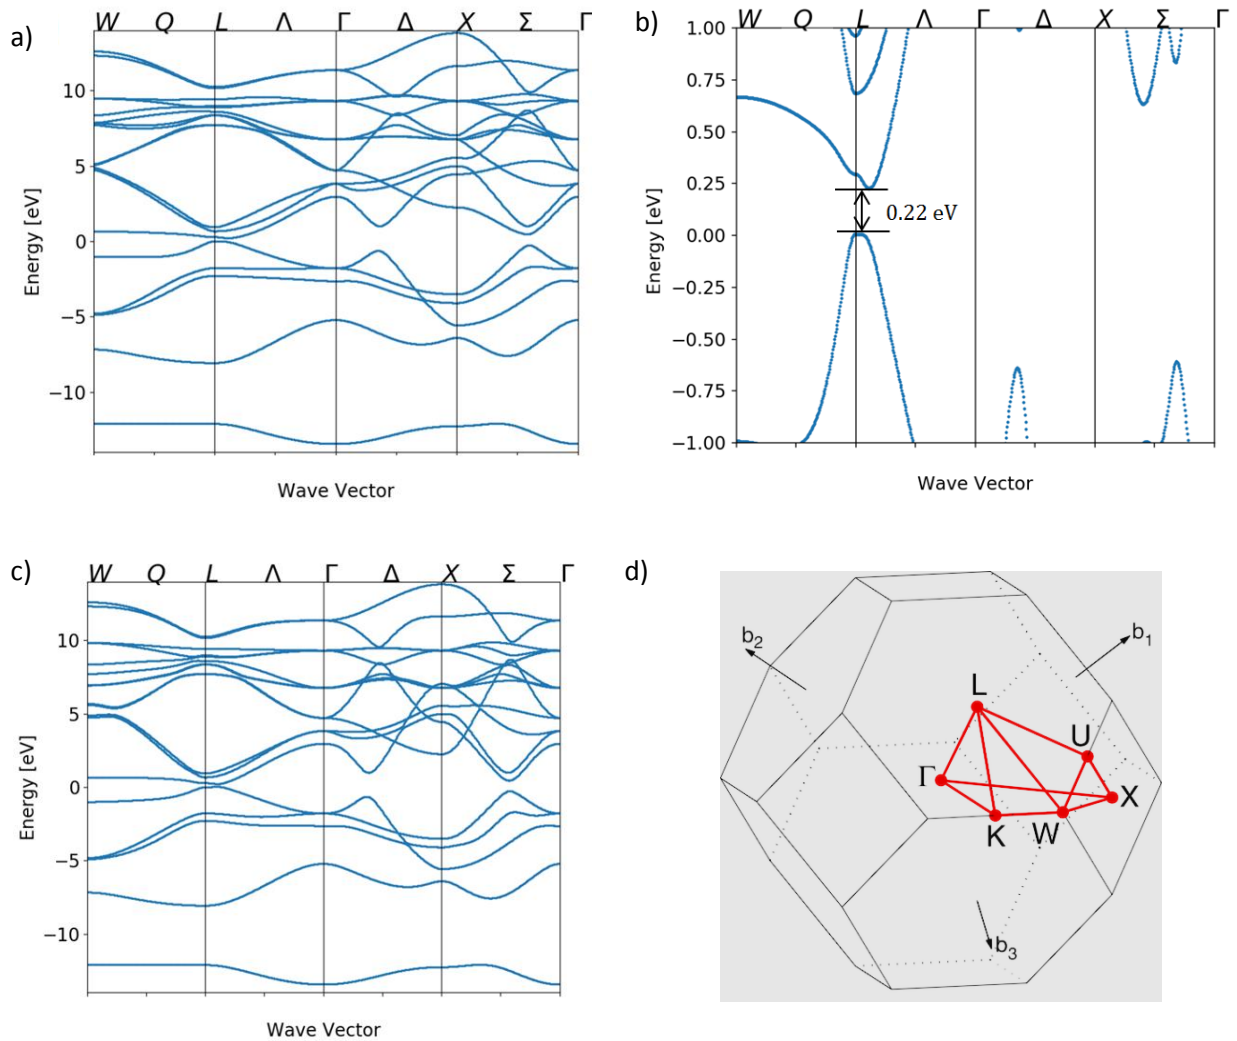 a)
W Q L Λ Γ Δ X Σ Γ
10
5
0
−5
−10
Energy [eV]
Wave Vector
b)
W Q L Λ Γ Δ X Σ Γ
1.00
0.75
0.50
0.25
0.00
−0.25
−0.50
−0.75
−1.00
0.22 eV
Energy [eV]
Wave Vector
c)
W Q L Λ Γ Δ X Σ Γ
10
5
0
−5
−10
Energy [eV]
Wave Vector
d)
b2
b1
L
U
Γ
X
K
W
b3